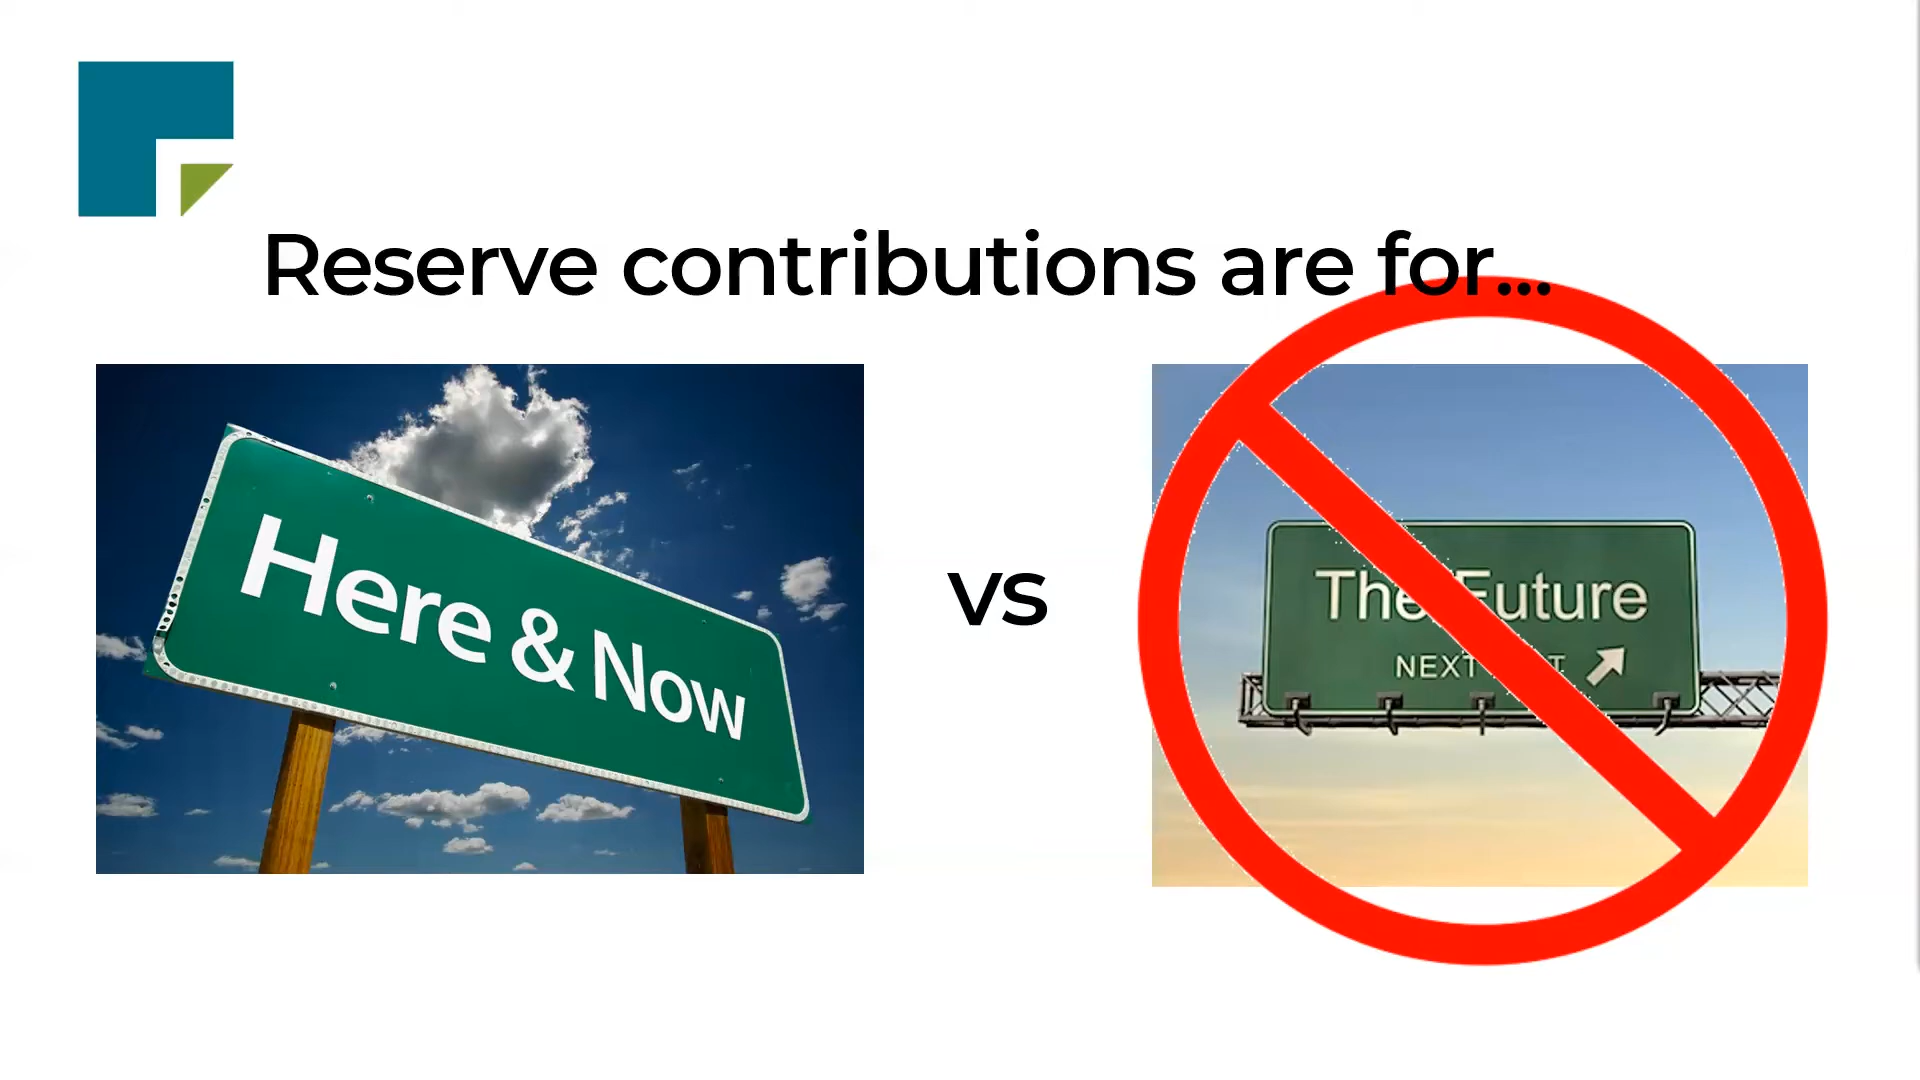 Reserve contributions are for...
Here & Now
vs
The Future
NEXT